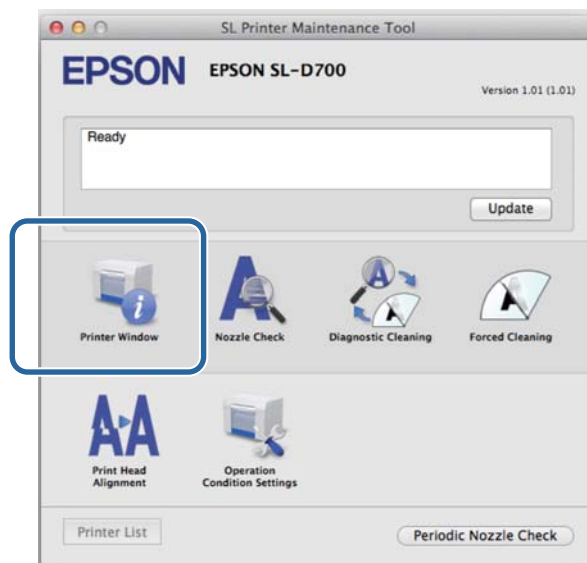 SL Printer Maintenance Tool
EPSON EPSON SL-D700
Version 1.01 (1.01)
Ready
Update
Printer Window Nozzle Check Diagnostic Cleaning Forced Cleaning
Print Head Alignment
Operation Condition Settings
Printer List Periodic Nozzle Check